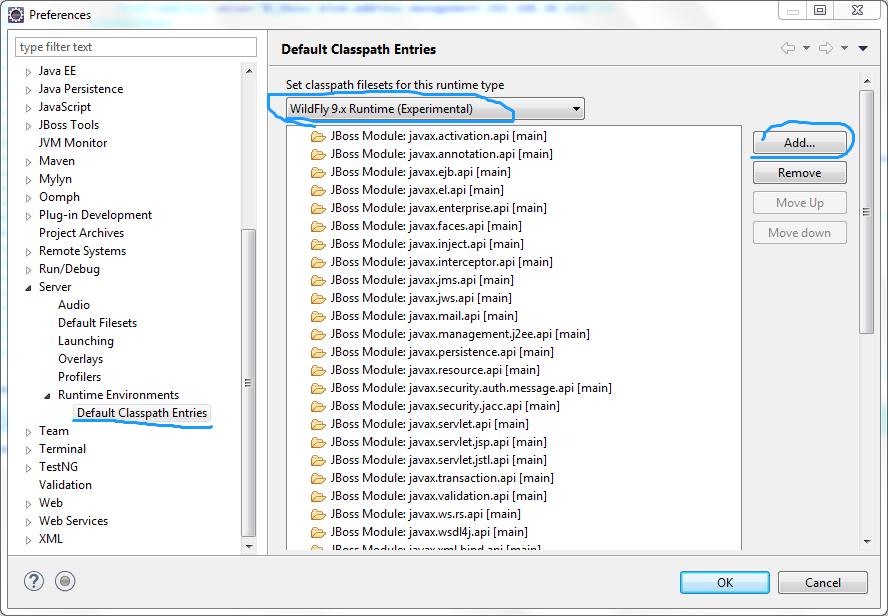 Preferences
type filter text
Java EE
Java Persistence
JavaScript
JBoss Tools
JVM Monitor
Maven
Mylyn
Oomph
Plug-in Development
Project Archives
Remote Systems
Run/Debug
Server
Audio
Default Filesets
Launching
Overlays
Profilers
Runtime Environments
Default Classpath Entries
Team
Terminal
TestNG
Validation
Web
Web Services
XML
Default Classpath Entries
Set classpath filesets for this runtime type
WildFly 9.x Runtime (Experimental)
JBoss Module: javax.activation.api [main]
JBoss Module: javax.annotation.api [main]
JBoss Module: javax.ejb.api [main]
JBoss Module: javax.el.api [main]
JBoss Module: javax.enterprise.api [main]
JBoss Module: javax.faces.api [main]
JBoss Module: javax.inject.api [main]
JBoss Module: javax.interceptor.api [main]
JBoss Module: javax.jms.api [main]
JBoss Module: javax.jws.api [main]
JBoss Module: javax.mail.api [main]
JBoss Module: javax.management.j2ee.api [main]
JBoss Module: javax.persistence.api [main]
JBoss Module: javax.resource.api [main]
JBoss Module: javax.security.auth.message.api [main]
JBoss Module: javax.security.jacc.api [main]
JBoss Module: javax.servlet.api [main]
JBoss Module: javax.servlet.jsp.api [main]
JBoss Module: javax.servlet.jstl.api [main]
JBoss Module: javax.transaction.api [main]
JBoss Module: javax.validation.api [main]
JBoss Module: javax.ws.rs.api [main]
JBoss Module: javax.wsdl4j.api [main]
JBoss Module: javax.xml.bind.api [main]
Add...
Remove
Move Up
Move down
?
OK
Cancel